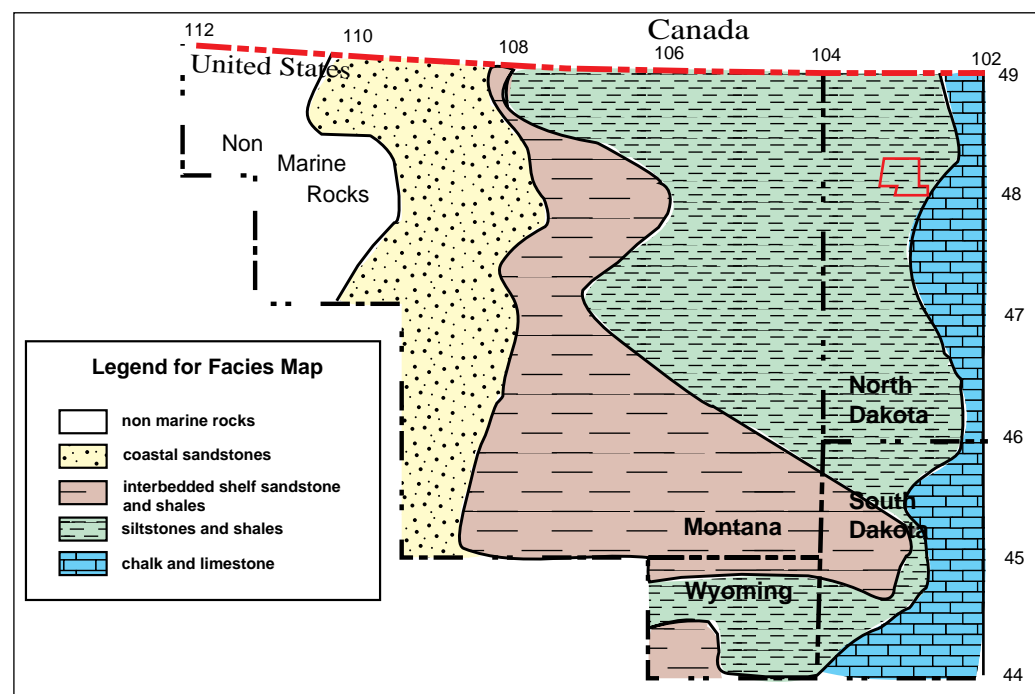 112
110
108
106
104
102
Canada
United States
49
48
47
46
45
44
Non
Marine
Rocks
North
Dakota
South
Dakota
Montana
Wyoming
Legend for Facies Map
non marine rocks
coastal sandstones
interbedded shelf sandstone
and shales
siltstones and shales
chalk and limestone